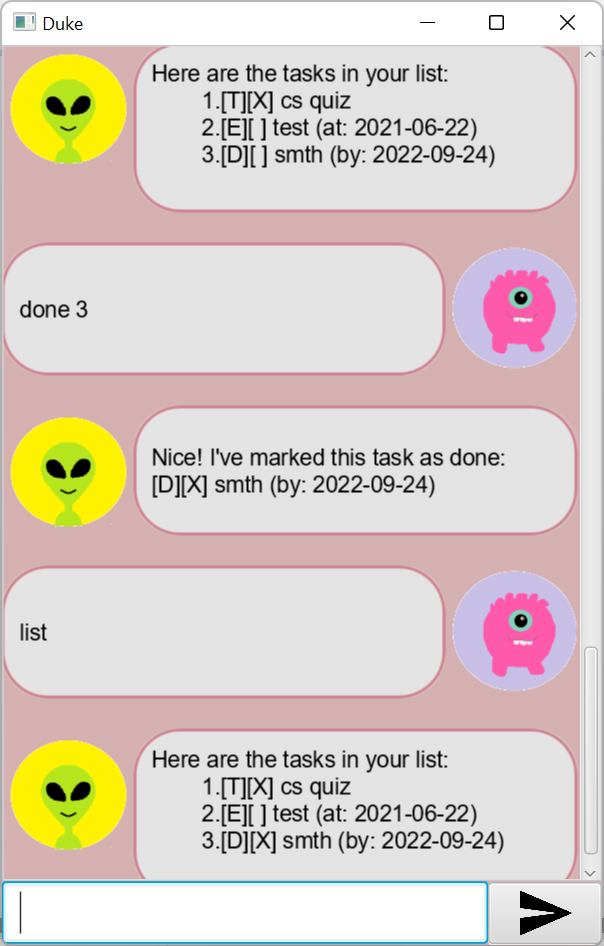 Duke
Here are the tasks in your list:
1.[T][X] cs quiz
2.[E][ ] test (at: 2021-06-22)
3.[D][ ] smth (by: 2022-09-24)
done 3
Nice! I've marked this task as done:
[D][X] smth (by: 2022-09-24)
list
Here are the tasks in your list:
1.[T][X] cs quiz
2.[E][ ] test (at: 2021-06-22)
3.[D][X] smth (by: 2022-09-24)